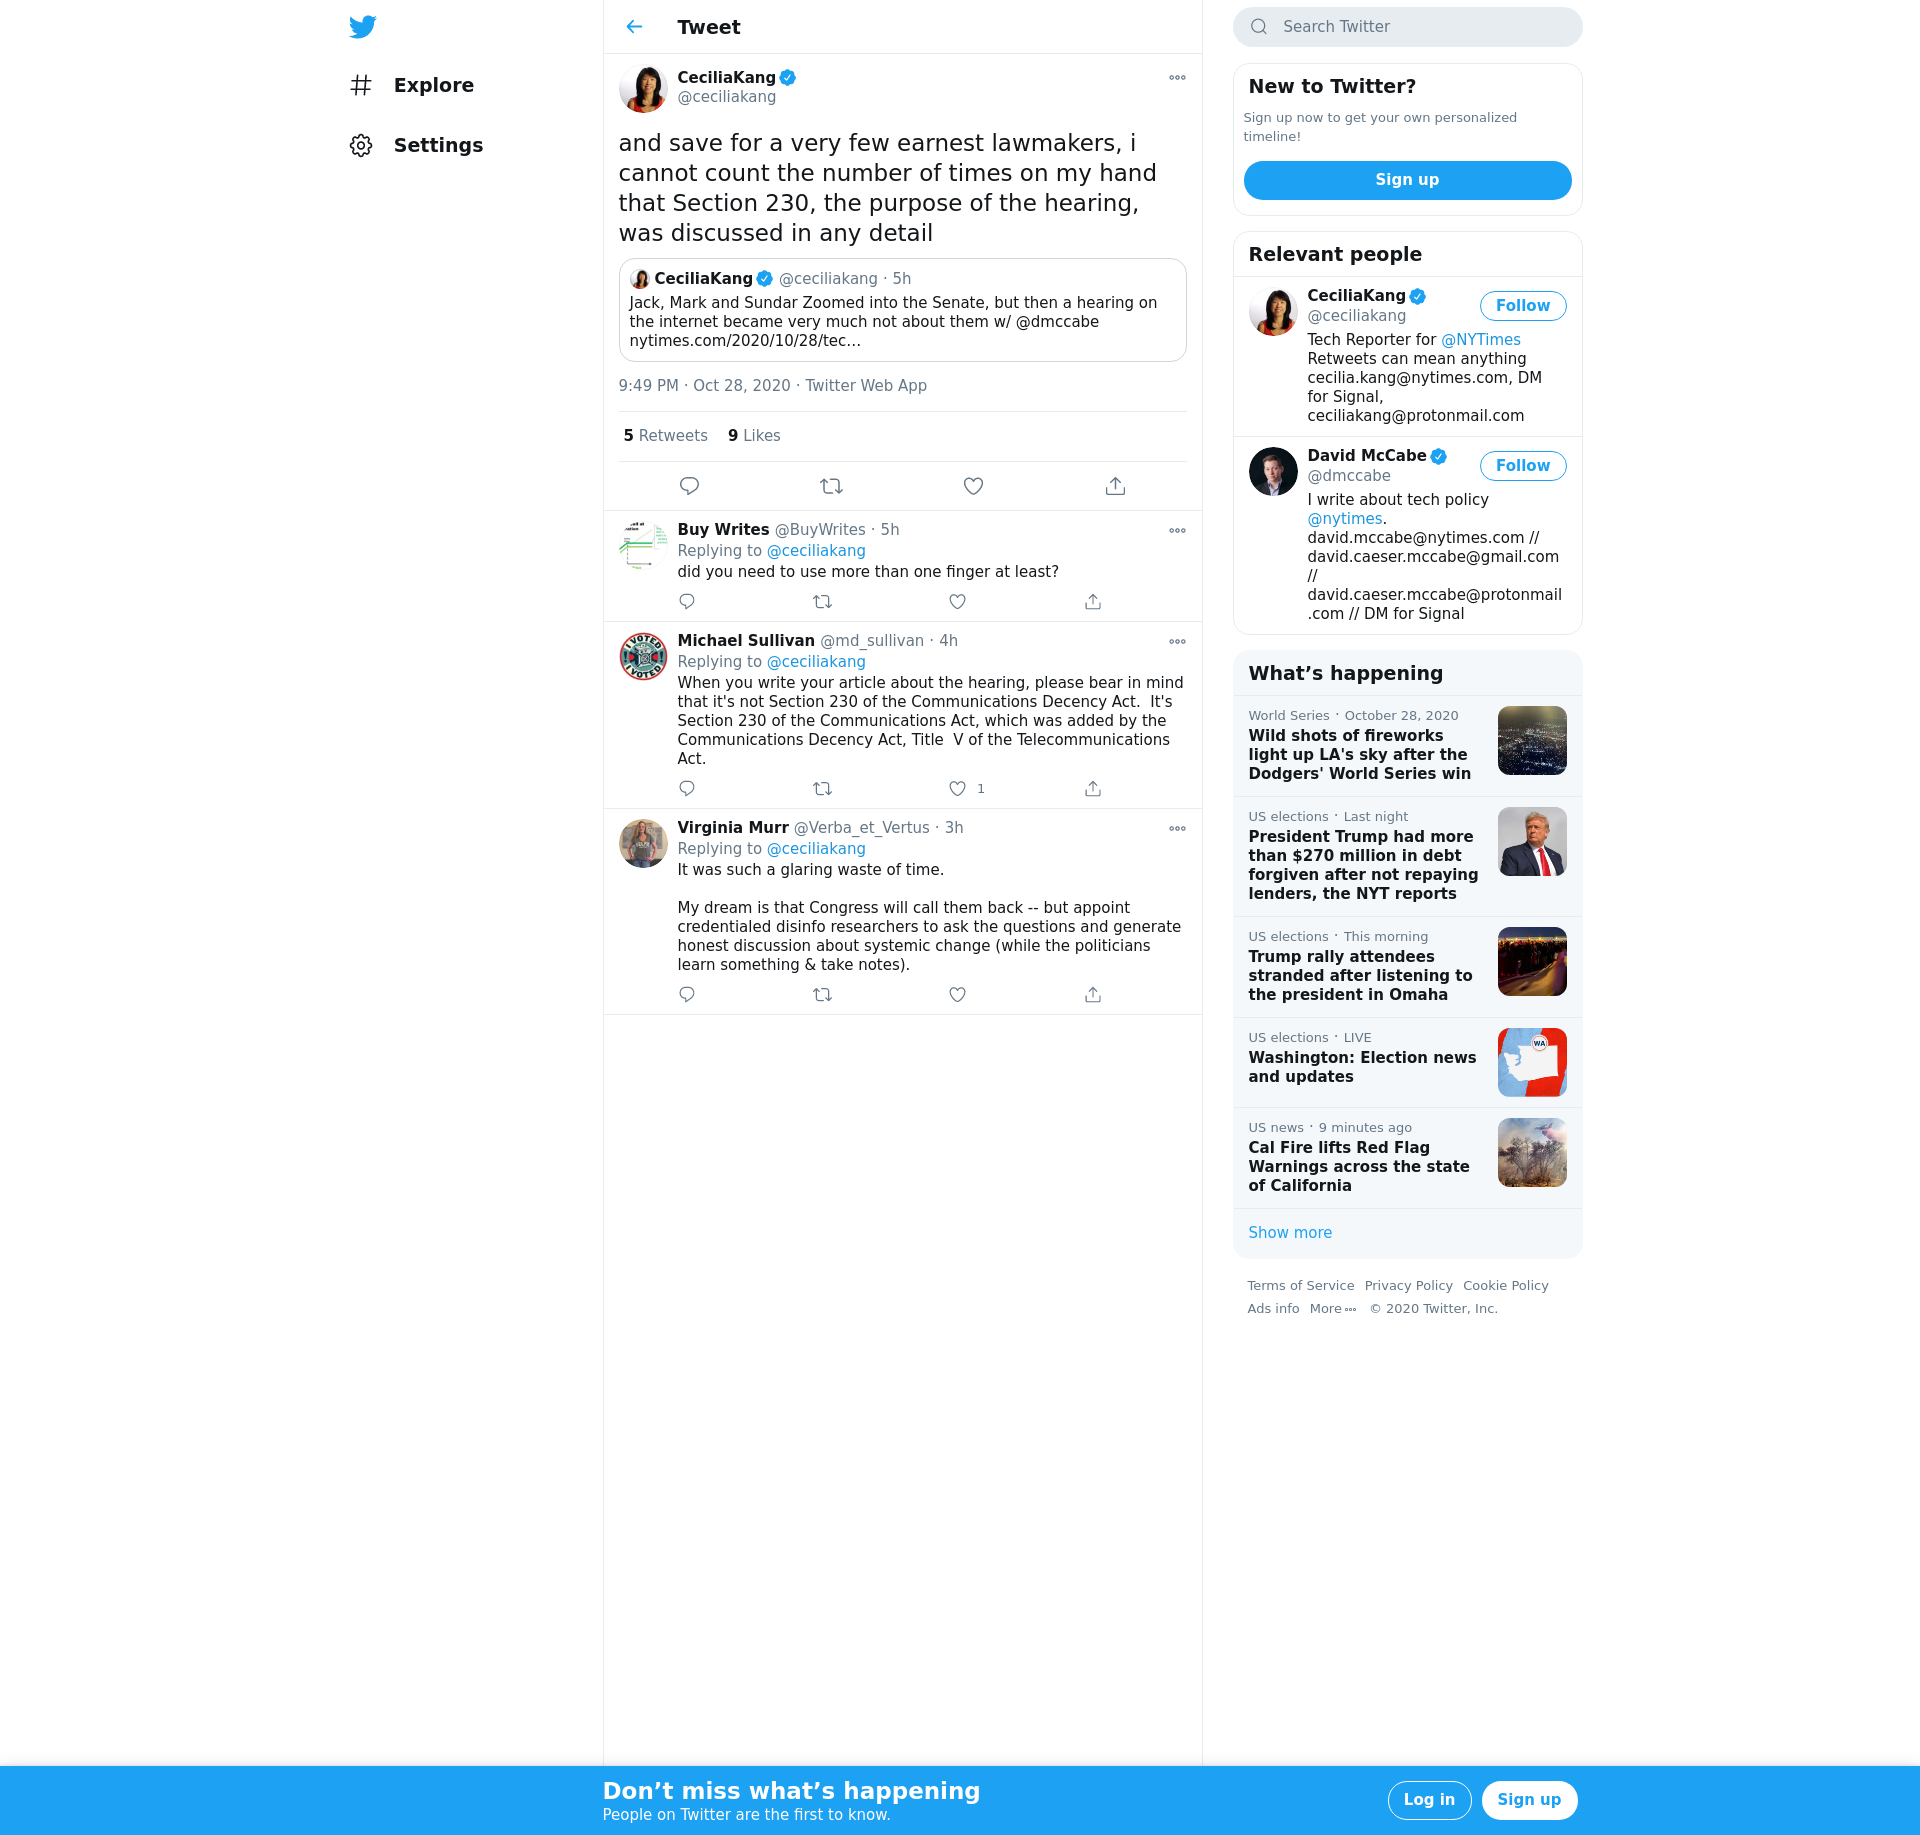 Explore
Settings
Tweet
CeciliaKang
@ceciliakang
and save for a very few earnest lawmakers, i
cannot count the number of times on my hand
that Section 230, the purpose of the hearing,
was discussed in any detail
CeciliaKang @ceciliakang · 5h
Jack, Mark and Sundar Zoomed into the Senate, but then a hearing on
the internet became very much not about them w/ @dmccabe
nytimes.com/2020/10/28/tec…
9:49 PM · Oct 28, 2020 · Twitter Web App
5 Retweets 9 Likes
Buy Writes @BuyWrites · 5h
Replying to @ceciliakang
did you need to use more than one finger at least?
Michael Sullivan @md_sullivan · 4h
Replying to @ceciliakang
When you write your article about the hearing, please bear in mind
that it's not Section 230 of the Communications Decency Act.  It's
Section 230 of the Communications Act, which was added by the
Communications Decency Act, Title  V of the Telecommunications
Act.
1
Virginia Murr @Verba_et_Vertus · 3h
Replying to @ceciliakang
It was such a glaring waste of time.
My dream is that Congress will call them back -- but appoint
credentialed disinfo researchers to ask the questions and generate
honest discussion about systemic change (while the politicians
learn something & take notes).
Search Twitter
New to Twitter?
Sign up now to get your own personalized
timeline!
Sign up
Relevant people
CeciliaKang
@ceciliakang
Follow
Tech Reporter for @NYTimes
Retweets can mean anything
cecilia.kang@nytimes.com, DM
for Signal,
ceciliakang@protonmail.com
David McCabe
@dmccabe
Follow
I write about tech policy
@nytimes.
david.mccabe@nytimes.com //
david.caeser.mccabe@gmail.com
//
david.caeser.mccabe@protonmail
.com // DM for Signal
What’s happening
World Series · October 28, 2020
Wild shots of fireworks
light up LA's sky after the
Dodgers' World Series win
US elections · Last night
President Trump had more
than $270 million in debt
forgiven after not repaying
lenders, the NYT reports
US elections · This morning
Trump rally attendees
stranded after listening to
the president in Omaha
US elections · LIVE
Washington: Election news
and updates
WA
US news · 9 minutes ago
Cal Fire lifts Red Flag
Warnings across the state
of California
Show more
Terms of Service Privacy Policy Cookie Policy
Ads info More © 2020 Twitter, Inc.
Don’t miss what’s happening
People on Twitter are the first to know.
Log in
Sign up
I VOTED
I VOTED